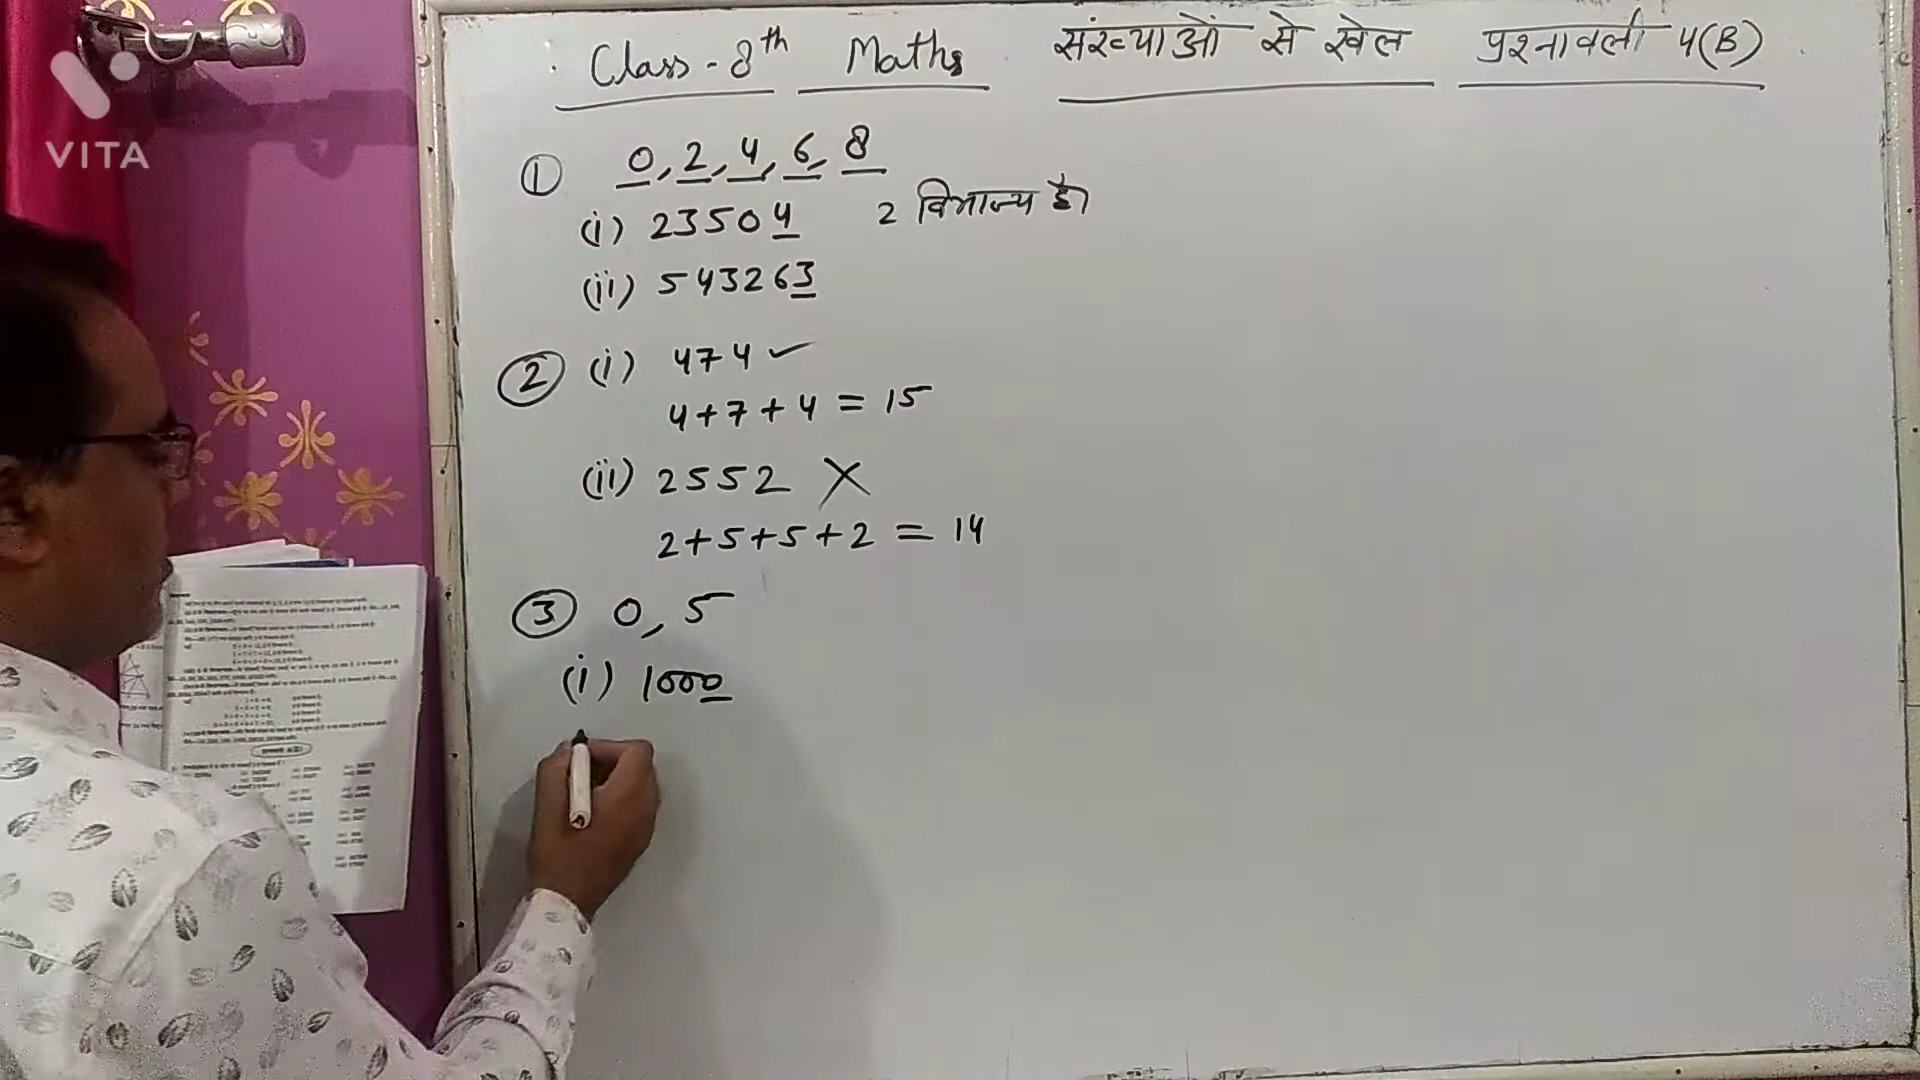 VITA
Class - 8th Maths संख्याओं से खेल प्रश्नावली 4(B)
① 0, 2, 4, 6, 8
(i) 23504 2 विभाज्य है।
(ii) 543263
② (i) 474 ✓
4+7+4 = 15
(ii) 2552 X
2+5+5+2 = 14
③ 0, 5
(i) 1000